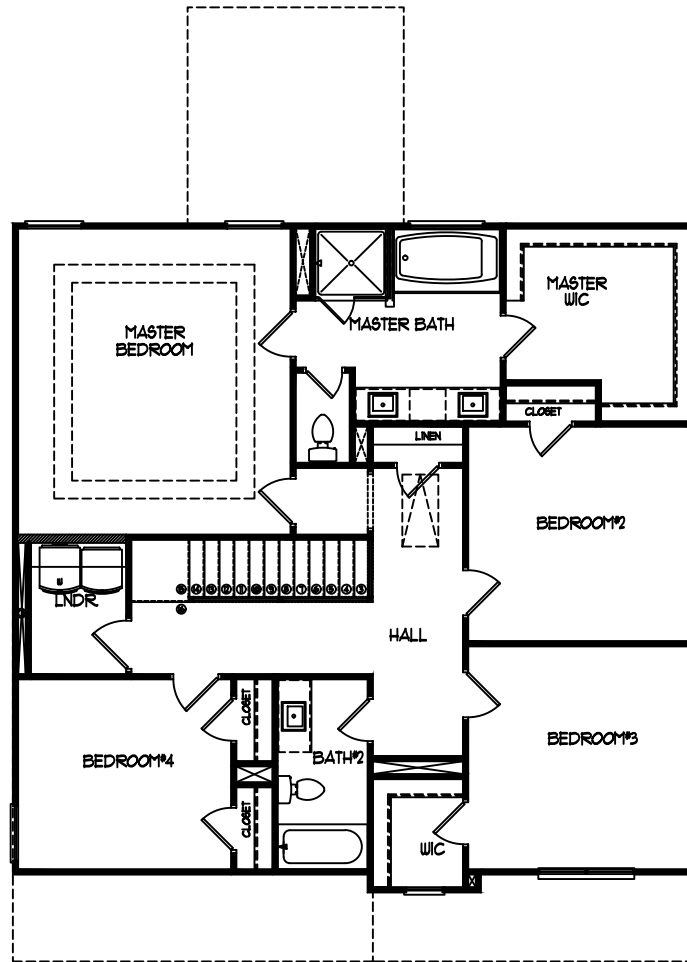 MASTER
WIC
MASTER BATH
MASTER
BEDROOM
CLOSET
LINEN
BEDROOM#2
LNDR
HALL
CLOSET
BEDROOM#3
BEDROOM#4
BATH#2
CLOSET
WIC